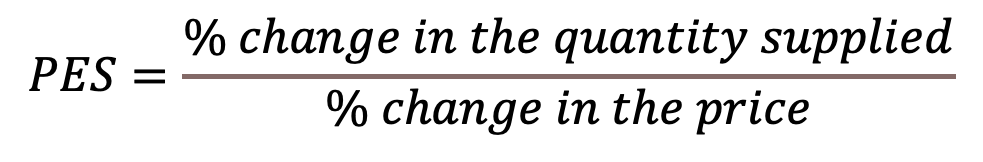 PES = % change in the quantity supplied
% change in the price